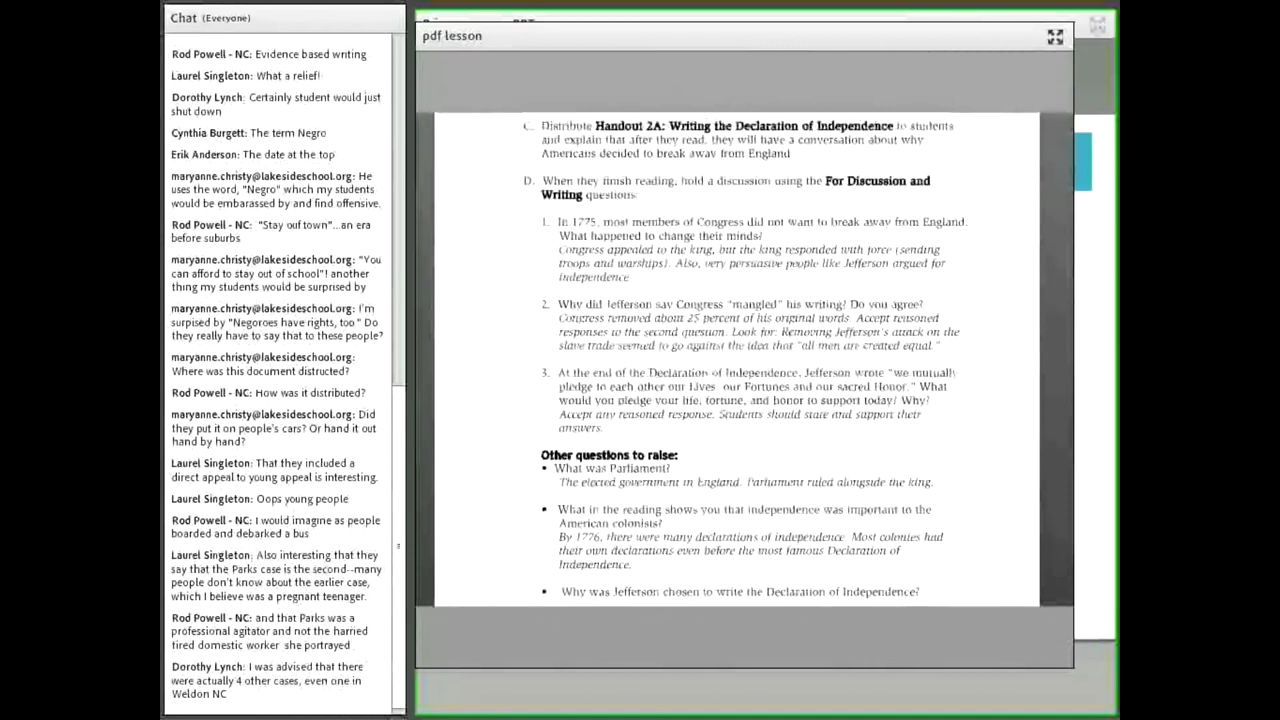 Chat (Everyone)
Rod Powell - NC: Evidence based writing
Laurel Singleton: What a relief!
Dorothy Lynch: Certainly student would just
shut down
Cynthia Burgett: The term Negro
Erik Anderson: The date at the top
maryanne.christy@lakesideschool.org: He
uses the word, "Negro" which my students
would be embarassed by and find offensive.
Rod Powell - NC: "Stay ouf town"...an era
before suburbs
maryanne.christy@lakesideschool.org: "You
can afford to stay out of school"! another
thing my students would be surprised by
maryanne.christy@lakesideschool.org: I'm
surpised by "Negoroes have rights, too " Do
they really have to say that to these people?
maryanne.christy@lakesideschool.org:
Where was this document distructed?
Rod Powell - NC: How was it distributed?
maryanne.christy@lakesideschool.org: Did
they put it on people's cars? Or hand it out
hand by hand?
Laurel Singleton: That they included a
direct appeal to young appeal is interesting.
Laurel Singleton: Oops young people
Rod Powell - NC: I would imagine as people
boarded and debarked a bus
Laurel Singleton: Also interesting that they
say that the Parks case is the second--many
people don't know about the earlier case,
which I believe was a pregnant teenager.
Rod Powell - NC: and that Parks was a
professional agitator and not the harried
tired domestic worker she portrayed
Dorothy Lynch: I was advised that there
were actually 4 other cases, even one in
Weldon NC
pdf lesson
C. Distribute Handout 2A: Writing the Declaration of Independence to students
and explain that after they read, they will have a conversation about why
Americans decided to break away from England
D. When they finish reading, hold a discussion using the For Discussion and
Writing questions:
1. In 1775, most members of Congress did not want to break away from England.
What happened to change their minds?
Congress appealed to the king, but the king responded with force (sending
troops and warships). Also, very persuasive people like Jefferson argued for
independence
2. Why did Jefferson say Congress "mangled" his writing? Do you agree?
Congress removed about 25 percent of his original words. Accept reasoned
responses to the second question. Look for: Removing Jefferson's attack on the
slave trade seemed to go against the idea that "all men are created equal."
3. At the end of the Declaration of Independence, Jefferson wrote "we mutually
pledge to each other our Lives, our Fortunes and our sacred Honor." What
would you pledge your life, fortune, and honor to support today? Why?
Accept any reasoned response. Students should state and support their
answers.
Other questions to raise:
• What was Parliament?
The elected government in England. Parliament ruled alongside the king.
• What in the reading shows you that independence was important to the
American colonists?
By 1776, there were many declarations of independence. Most colonies had
their own declarations even before the most famous Declaration of
Independence.
• Why was Jefferson chosen to write the Declaration of Independence?